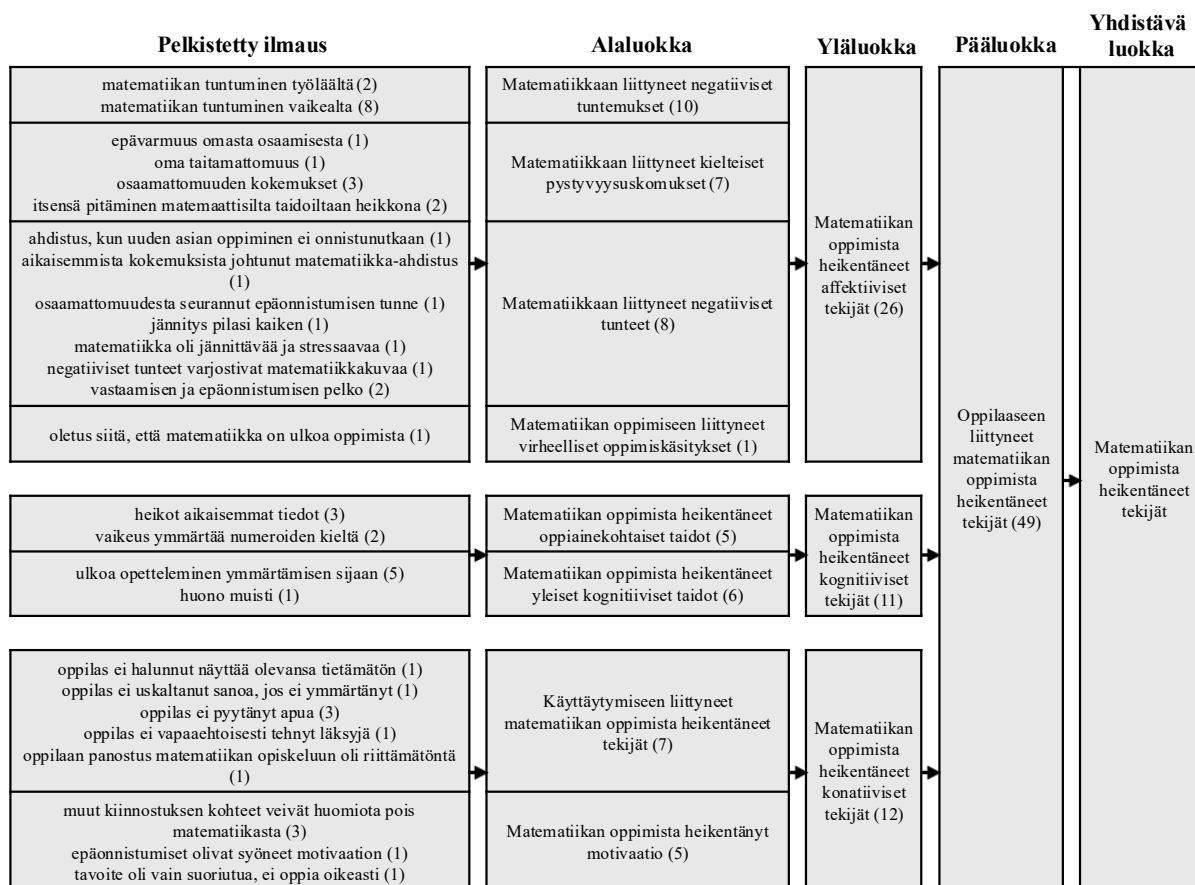 Pelkistetty ilmaus
Alaluokka
Yläluokka
Pääluokka
Yhdistävä
luokka
matematiikan tuntuminen työläältä (2)
matematiikan tuntuminen vaikealta (8)
Matematiikkaan liittyneet negatiiviset
tuntemukset (10)
epävarmuus omasta osaamisesta (1)
oma taitamattomuus (1)
osaamattomuuden kokemukset (3)
itsensä pitäminen matemaattisilta taidoiltaan heikkona (2)
Matematiikkaan liittyneet kielteiset
pystyvyysuskomukset (7)
ahdistus, kun uuden asian oppiminen ei onnistunutkaan (1)
aikaisemmista kokemuksista johtunut matematiikka-ahdistus
(1)
osaamattomuudesta seurannut epäonnistumisen tunne (1)
jännitys pilasi kaiken (1)
matematiikka oli jännittävää ja stressaavaa (1)
negatiiviset tunteet varjostivat matematiikkakuvaa (1)
vastaamisen ja epäonnistumisen pelko (2)
Matematiikkaan liittyneet negatiiviset
tunteet (8)
oletus siitä, että matematiikka on ulkoa oppimista (1)
Matematiikan oppimiseen liittyneet
virheelliset oppimiskäsitykset (1)
Matematiikan
oppimista
heikentäneet
affektiiviset
tekijät (26)
heikot aikaisemmat tiedot (3)
vaikeus ymmärtää numeroiden kieltä (2)
Matematiikan oppimista heikentäneet
oppiainekohtaiset taidot (5)
ulkoa opetteleminen ymmärtämisen sijaan (5)
huono muisti (1)
Matematiikan oppimista heikentäneet
yleiset kognitiiviset taidot (6)
Matematiikan
oppimista
heikentäneet
kognitiiviset
tekijät (11)
oppilas ei halunnut näyttää olevansa tietämätön (1)
oppilas ei uskaltanut sanoa, jos ei ymmärtänyt (1)
oppilas ei pyytänyt apua (3)
oppilas ei vapaaehtoisesti tehnyt läksyjä (1)
oppilaan panostus matematiikan opiskeluun oli riittämätöntä
(1)
Käyttäytymiseen liittyneet
matematiikan oppimista heikentäneet
tekijät (7)
muut kiinnostuksen kohteet veivät huomiota pois
matematiikasta (3)
epäonnistumiset olivat syöneet motivaation (1)
tavoite oli vain suoriutua, ei oppia oikeasti (1)
Matematiikan oppimista heikentänyt
motivaatio (5)
Matematiikan
oppimista
heikentäneet
konatiiviset
tekijät (12)
Oppilaaseen
liittyneet
matematiikan
oppimista
heikentäneet
tekijät (49)
Matematiikan
oppimista
heikentäneet
tekijät